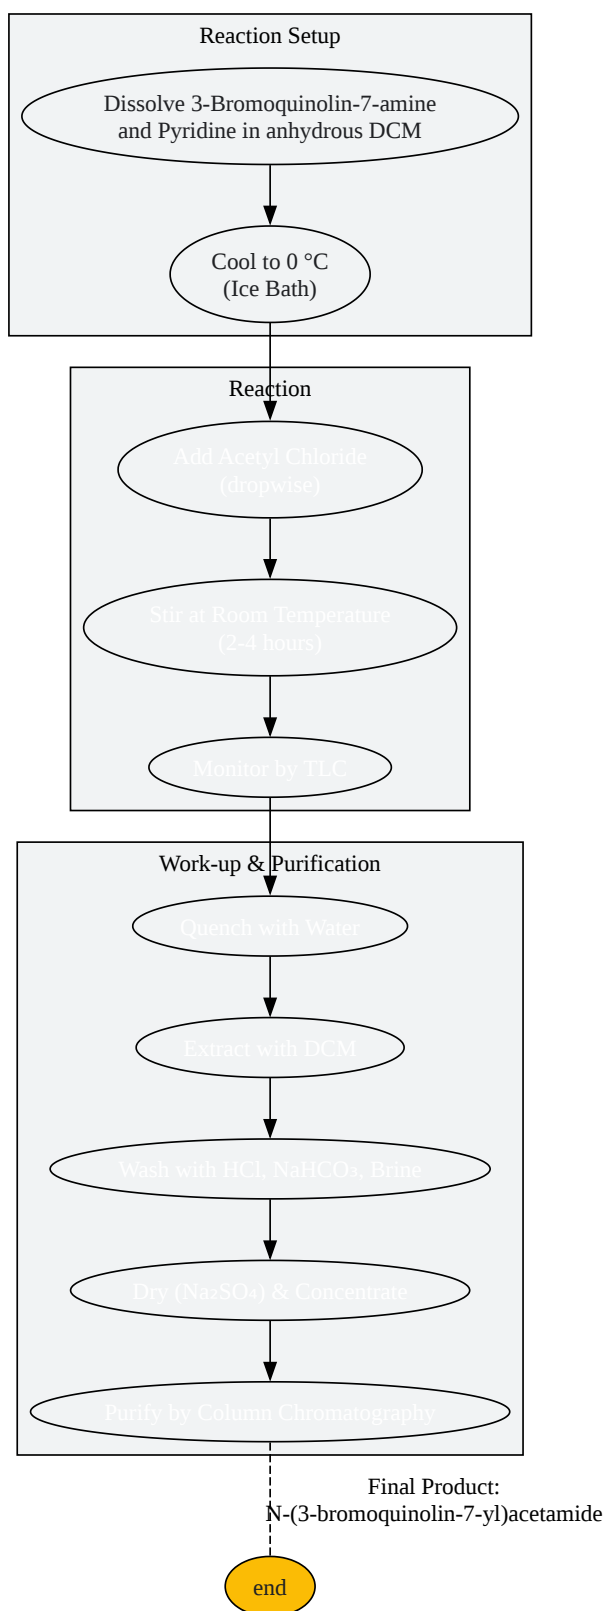 Reaction Setup
Dissolve 3-Bromoquinolin-7-amine
and Pyridine in anhydrous DCM
Cool to 0 °C
(Ice Bath)
Reaction
Add Acetyl Chloride
(dropwise)
Stir at Room Temperature
(2-4 hours)
Monitor by TLC
Work-up & Purification
Quench with Water
Extract with DCM
Wash with HCl, NaHCO₃, Brine
Dry (Na₂SO₄) & Concentrate
Purify by Column Chromatography
Final Product:
N-(3-bromoquinolin-7-yl)acetamide
end